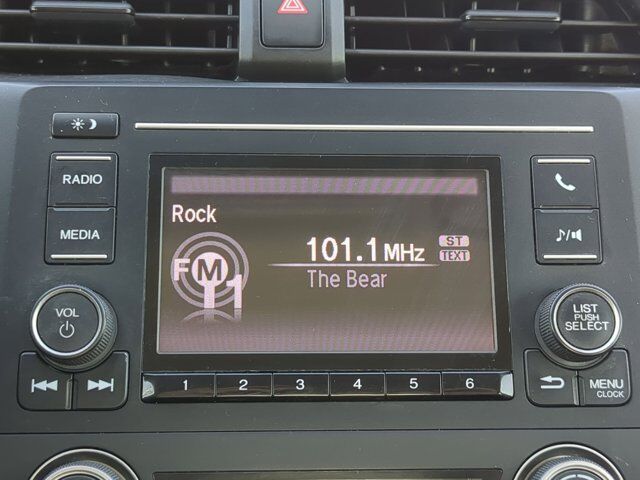 RADIO
MEDIA
VOL
Rock
FM1
101.1 MHz
ST
TEXT
The Bear
1 2 3 4 5 6
LIST
PUSH
SELECT
MENU
CLOCK